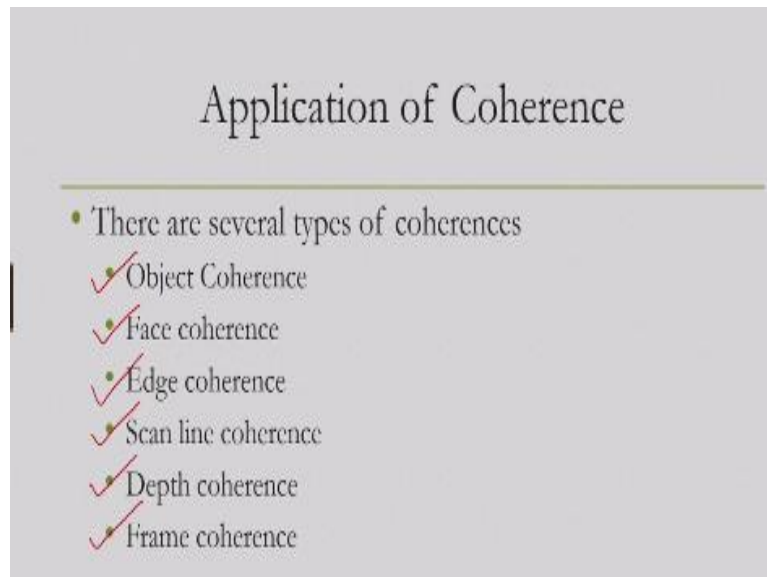 Application of Coherence
There are several types of coherences
Object Coherence
Face coherence
Edge coherence
Scan line coherence
Depth coherence
Frame coherence